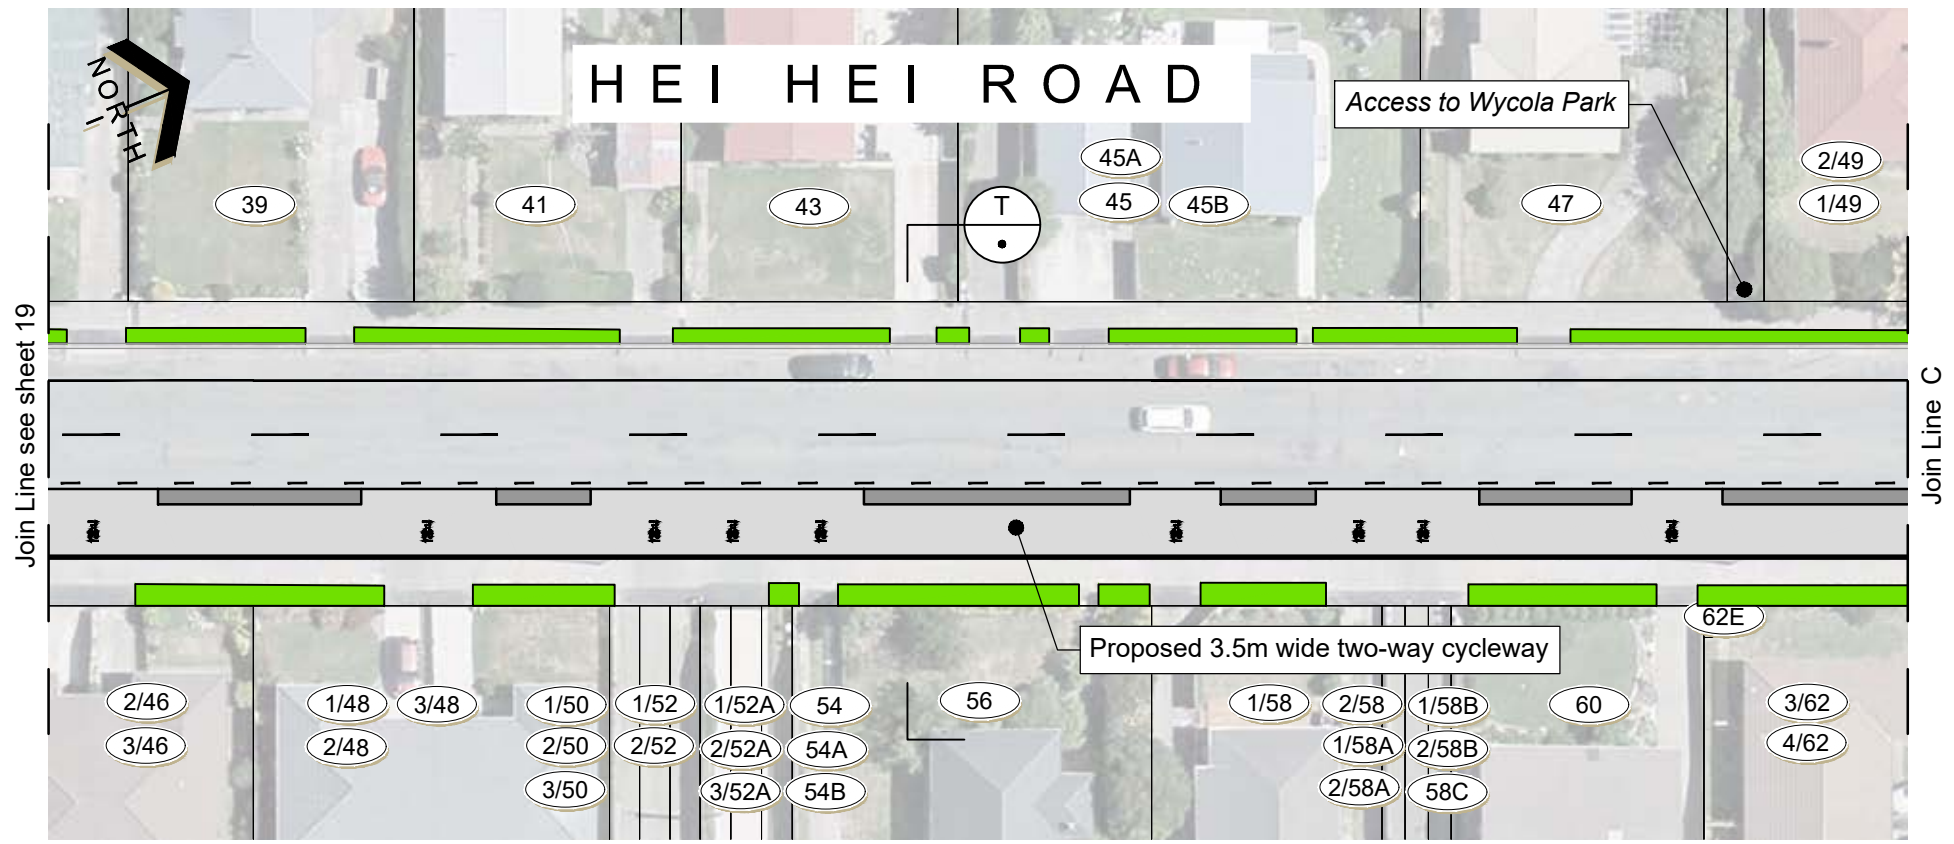 NORTH
HEI HEI ROAD
Access to Wycola Park
39
41
43
T
45A
45
45B
47
2/49
1/49
Join Line see sheet 19
Join Line C
Proposed 3.5m wide two-way cycleway
62E
2/46
3/46
1/48
2/48
3/48
1/50
2/50
3/50
1/52
2/52
1/52A
2/52A
3/52A
54
54A
54B
56
1/58
2/58
1/58A
2/58A
1/58B
2/58B
58C
60
3/62
4/62